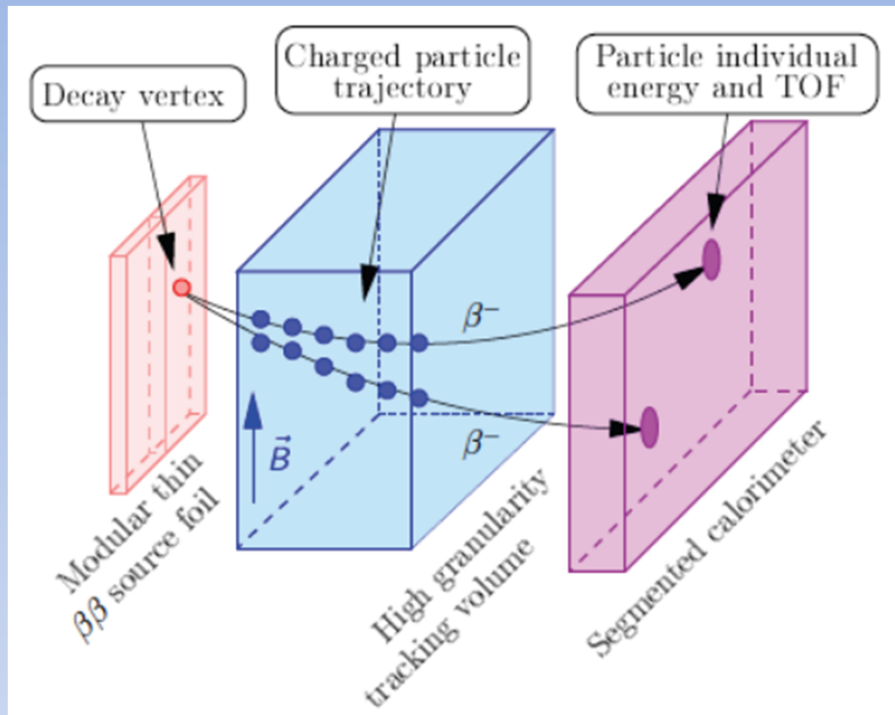 Decay vertex
Charged particle
trajectory
Particle individual
energy and TOF
β⁻
β⁻
B⃗
Modular thin
ββ source foil
High granularity
tracking volume
Segmented calorimeter